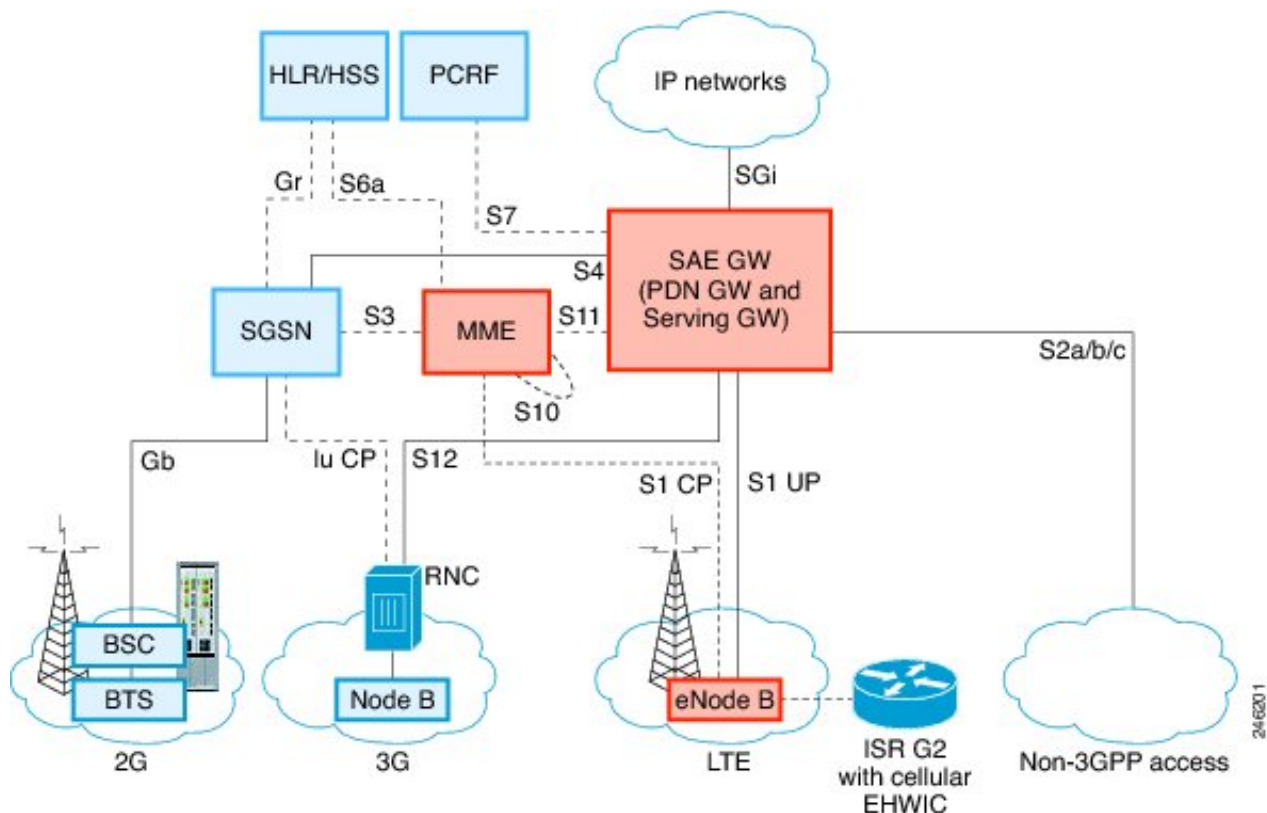 HLR/HSS
PCRF
IP networks
Gr
S6a
SGi
S7
S4
SAE GW
(PDN GW and
Serving GW)
SGSN
S3
MME
S11
S2a/b/c
S10
Gb
Iu CP
S12
S1 CP
S1 UP
RNC
BSC
BTS
Node B
eNode B
2G
3G
LTE
ISR G2
with cellular
EHWIC
Non-3GPP access
246201